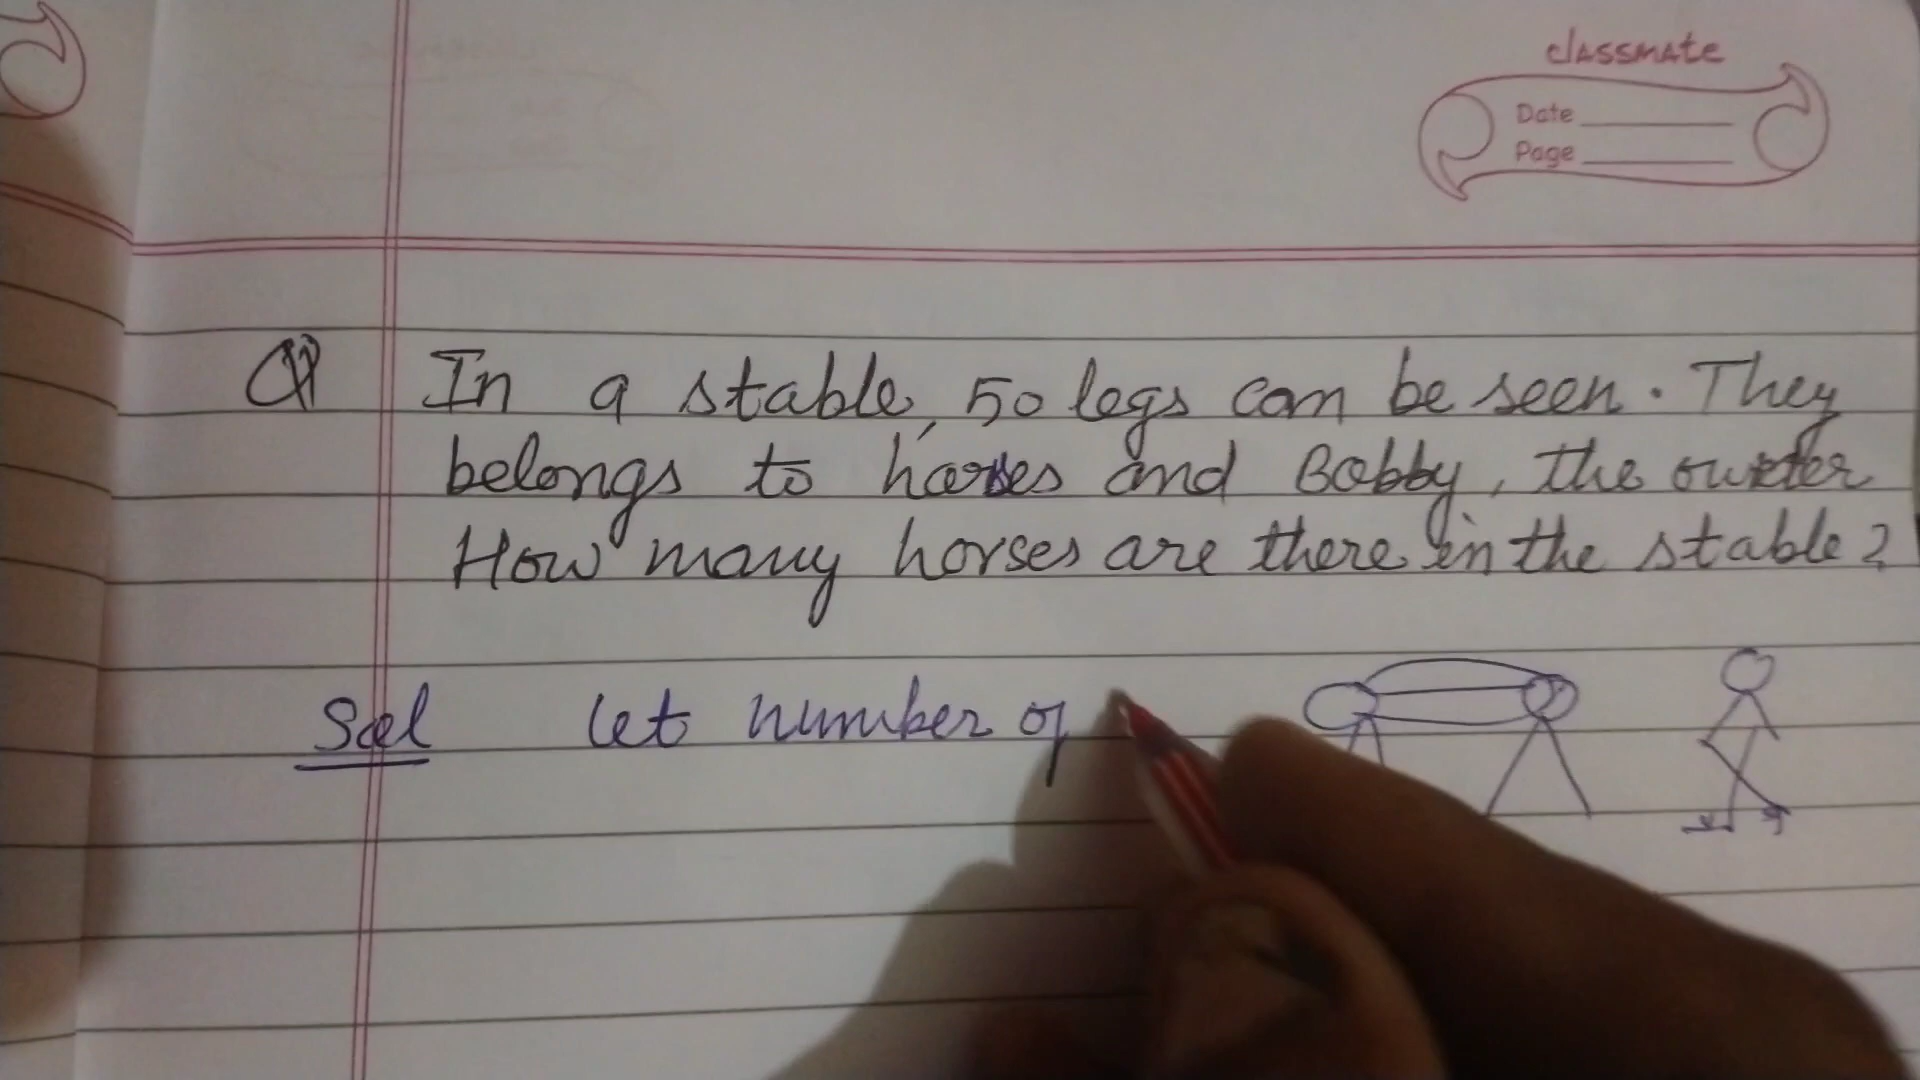 classmate
Date
Page
Q In a stable, 50 legs can be seen. They
belongs to horses and Bobby, the owner
How many horses are there in the stable?
Sol let number of